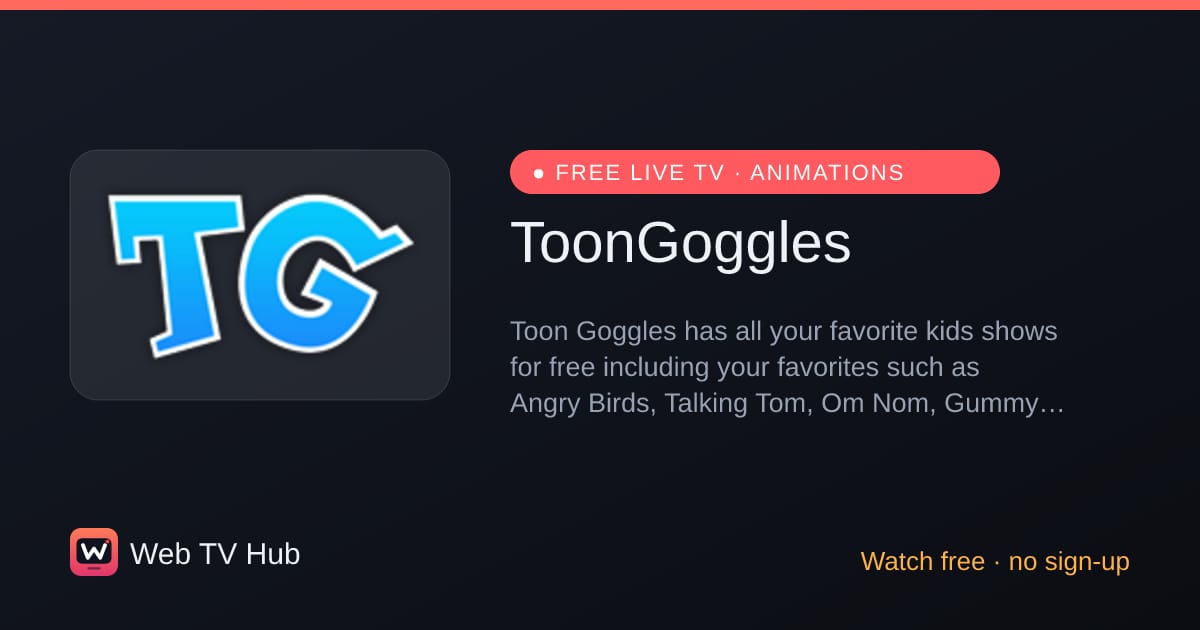 TG
• FREE LIVE TV · ANIMATIONS
ToonGoggles
Toon Goggles has all your favorite kids shows
for free including your favorites such as
Angry Birds, Talking Tom, Om Nom, Gummy…
W
Web TV Hub
Watch free · no sign-up